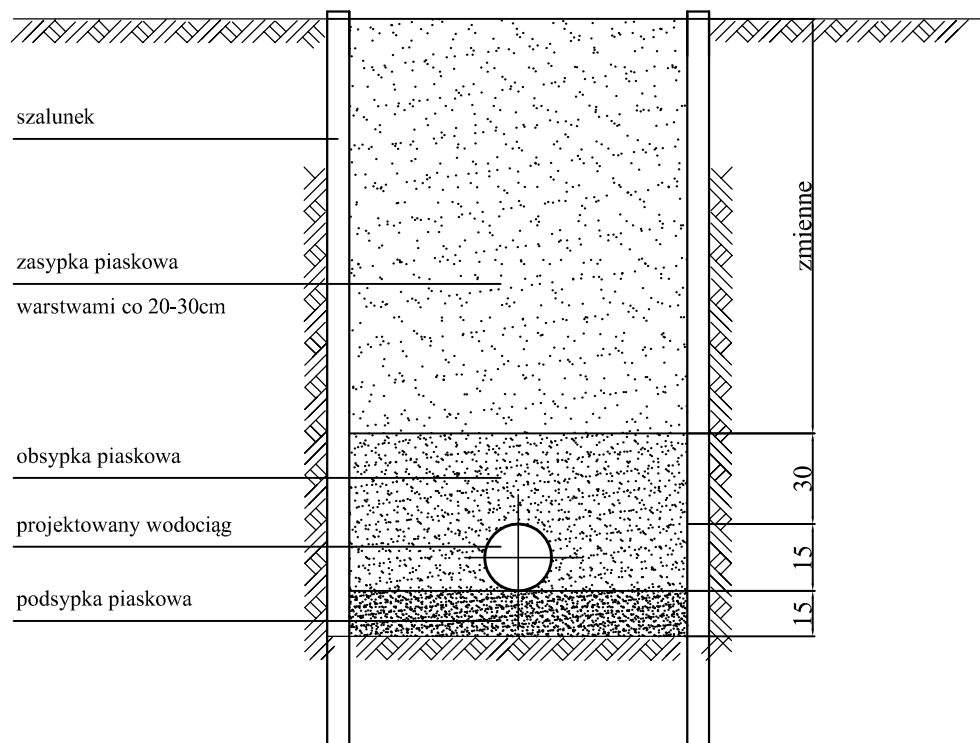 szalunek
zasypka piaskowa
warstwami co 20-30cm
obsypka piaskowa
projektowany wodociąg
podsypka piaskowa
zmienne
30
15
15